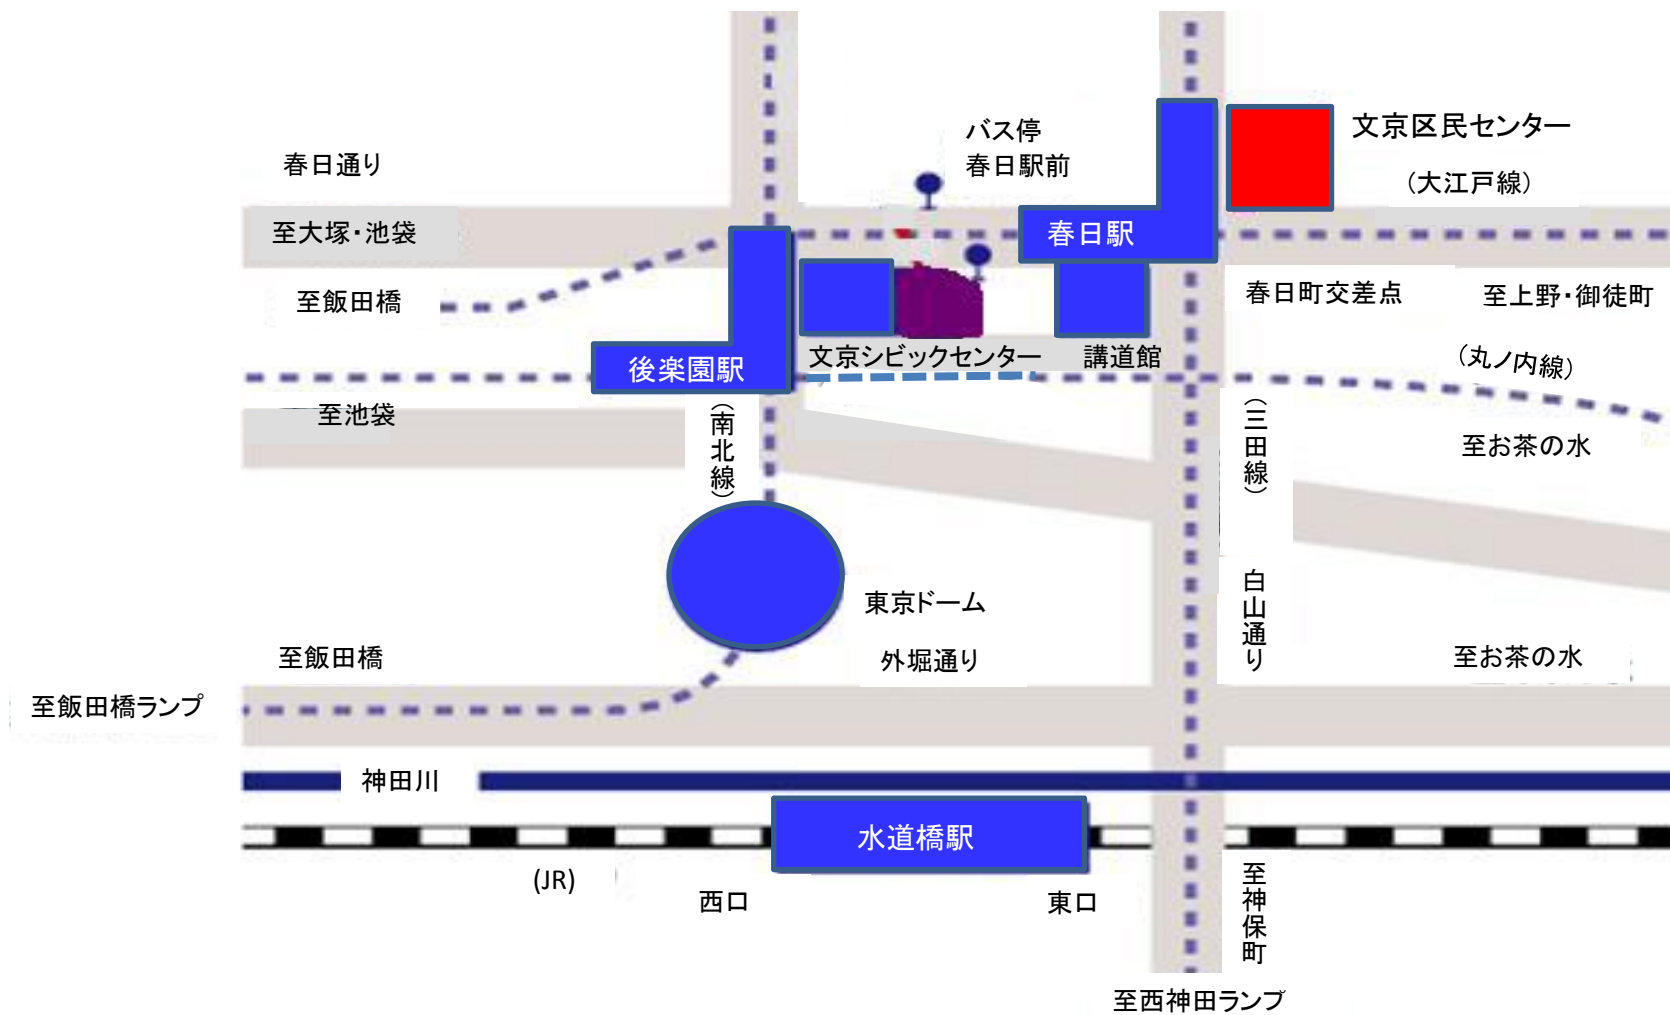 バス停
春日駅前
文京区民センター
春日通り
(大江戸線)
至大塚・池袋
春日駅
至飯田橋
春日町交差点
至上野・御徒町
文京シビックセンター
講道館
後楽園駅
(丸ノ内線)
至池袋
(南北線)
(三田線)
至お茶の水
東京ドーム
白山通り
至飯田橋
外堀通り
至お茶の水
至飯田橋ランプ
神田川
水道橋駅
(JR)
西口
東口
至神保町
至西神田ランプ